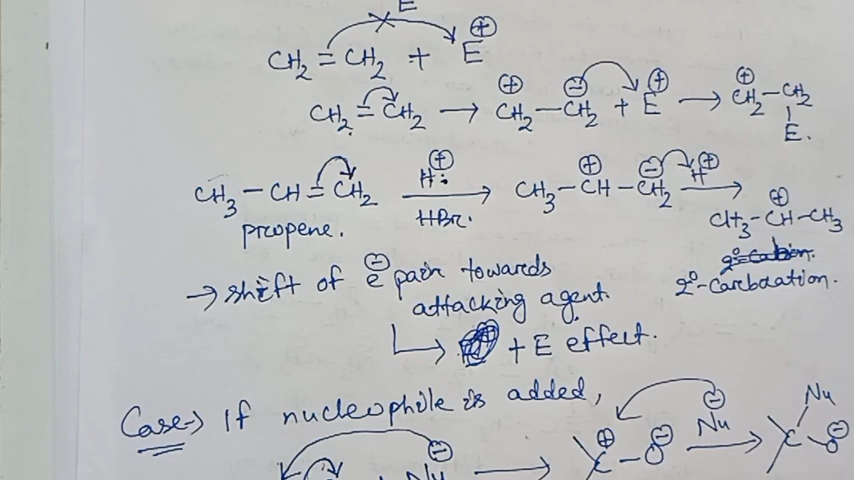 E
CH2 = CH2 + E⊕
CH2 = CH2 → ⊕CH2 – ⊖CH2 + E⊕ → ⊕CH2 – CH2
E.
CH3 – CH = CH2 H⊕ HBr. → CH3 – ⊕CH – ⊖CH2 H⊕ →
propene.
CH3 – ⊕CH – CH3
2°-Carbocation.
→ shift of e⊖ pair towards
attacking agent.
→ + E effect.
Case→ If nucleophile is added,
⊕C – O⊖ Nu⊖ → C O⊖ Nu
Nu⊖ →